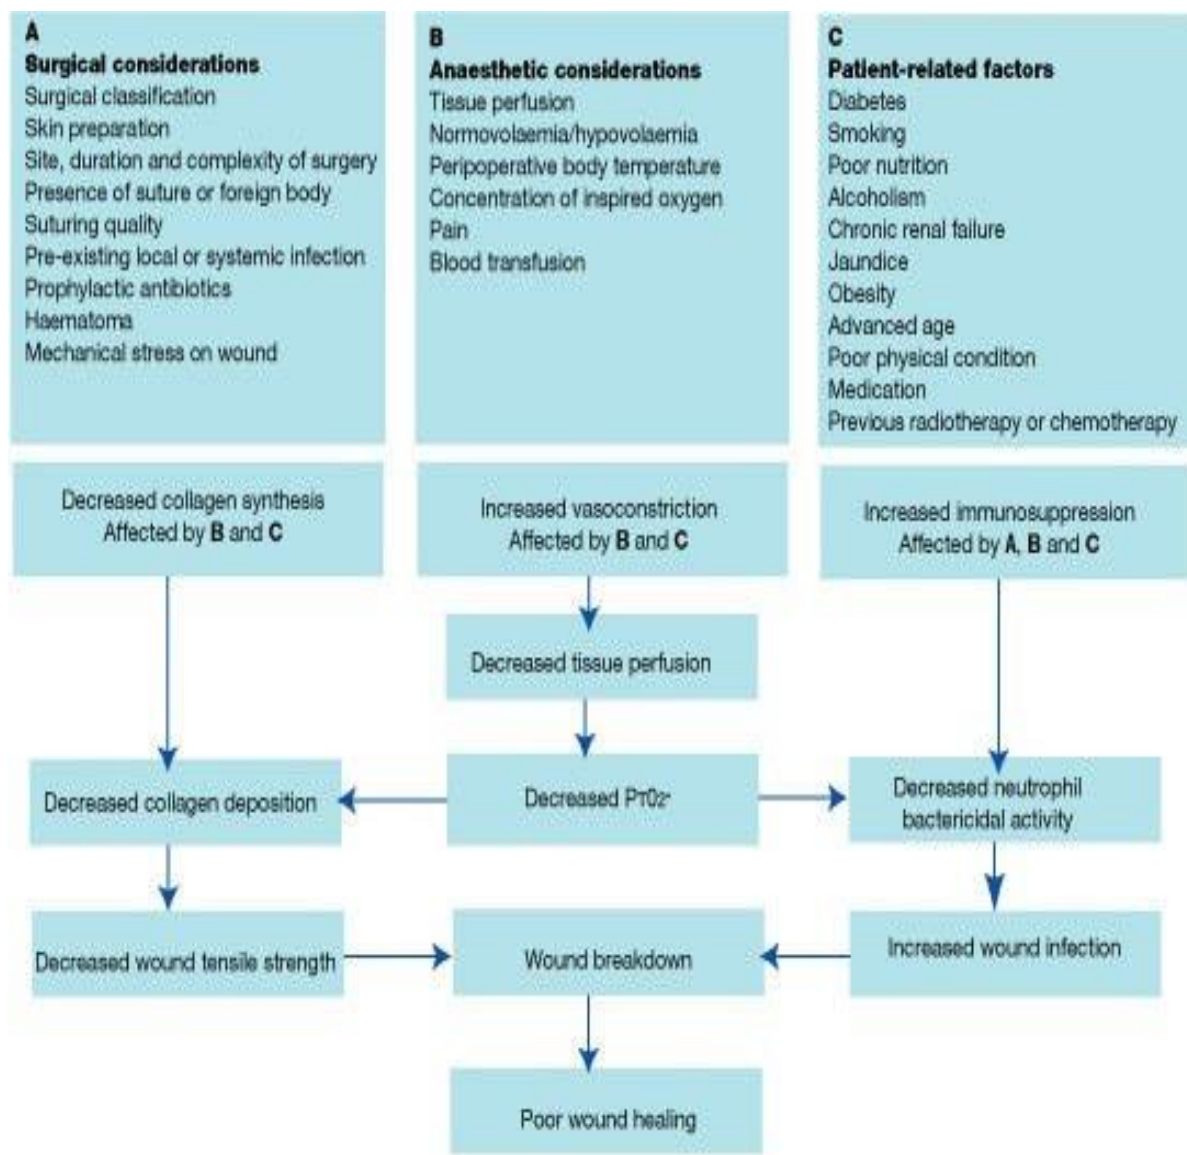 A
Surgical considerations
Surgical classification
Skin preparation
Site, duration and complexity of surgery
Presence of suture or foreign body
Suturing quality
Pre-existing local or systemic infection
Prophylactic antibiotics
Haematoma
Mechanical stress on wound
B
Anaesthetic considerations
Tissue perfusion
Normovolaemia/hypovolaemia
Peripoperative body temperature
Concentration of inspired oxygen
Pain
Blood transfusion
C
Patient-related factors
Diabetes
Smoking
Poor nutrition
Alcoholism
Chronic renal failure
Jaundice
Obesity
Advanced age
Poor physical condition
Medication
Previous radiotherapy or chemotherapy
Decreased collagen synthesis
Affected by B and C
Increased vasoconstriction
Affected by B and C
Increased immunosuppression
Affected by A, B and C
Decreased tissue perfusion
Decreased collagen deposition
Decreased PTO2*
Decreased neutrophil
bactericidal activity
Decreased wound tensile strength
Wound breakdown
Increased wound infection
Poor wound healing